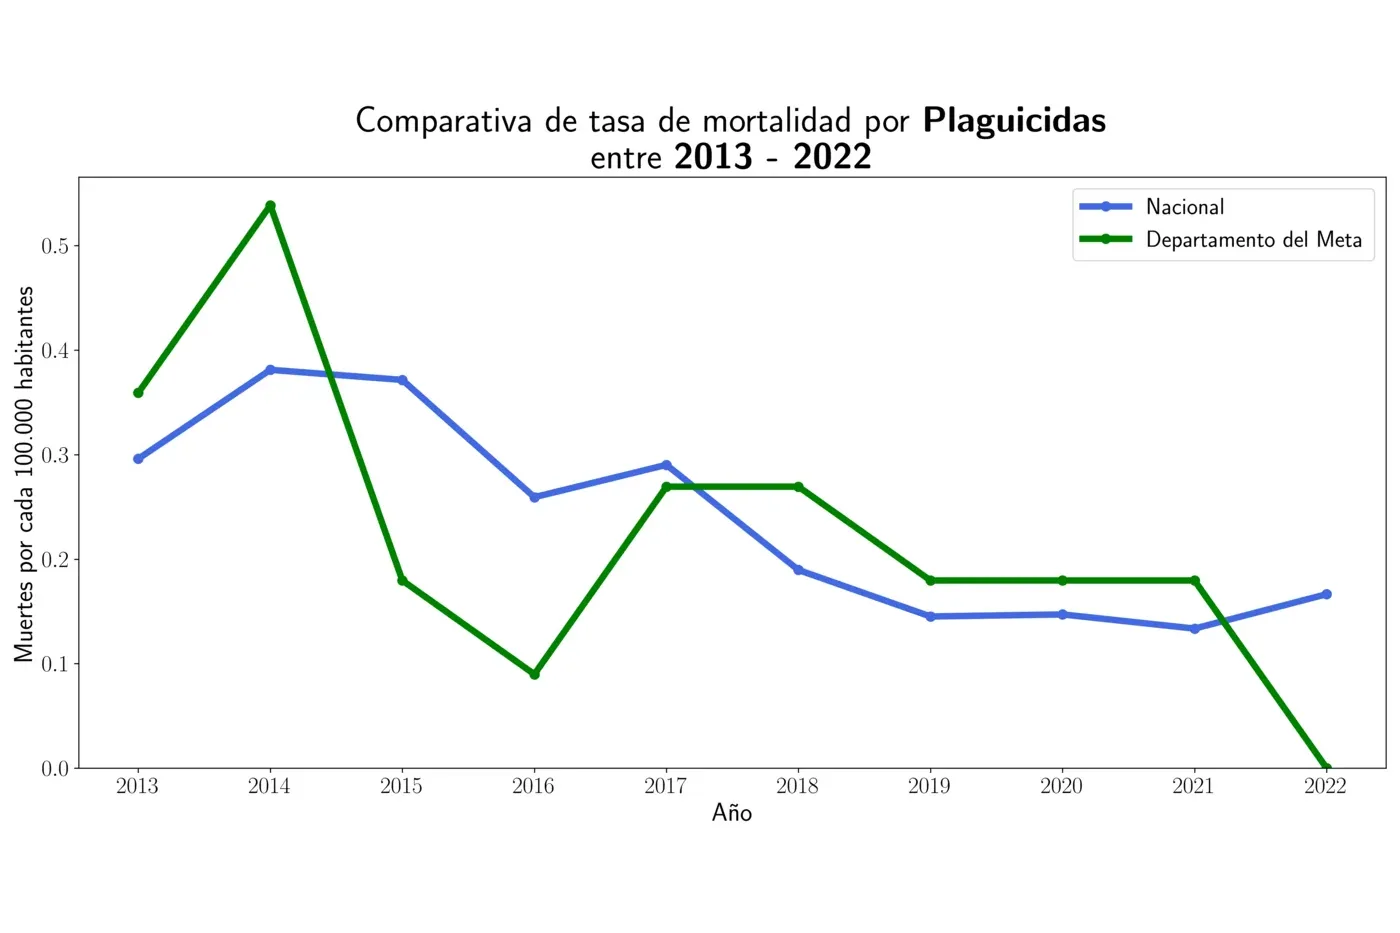 Comparativa de tasa de mortalidad por Plaguicidas
entre 2013 - 2022
Nacional
Departamento del Meta
Muertes por cada 100.000 habitantes
0.5
0.4
0.3
0.2
0.1
0.0
2013 2014 2015 2016 2017 2018 2019 2020 2021 2022
Año